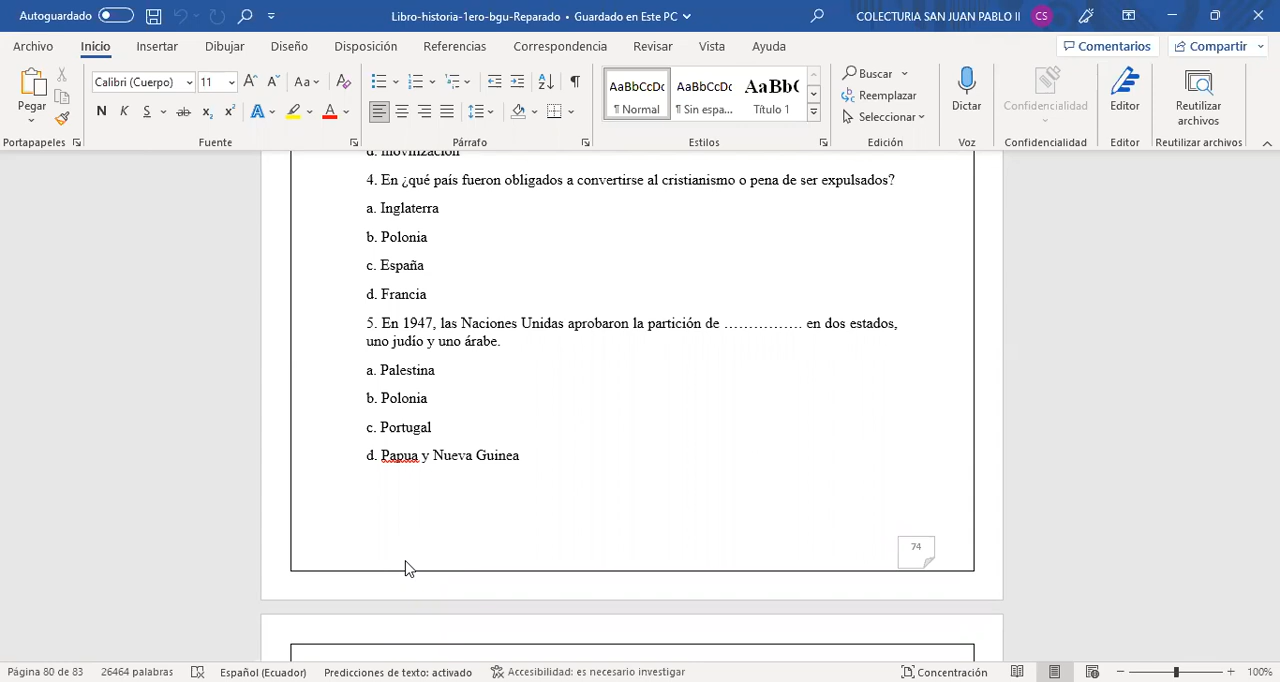 Autoguardado Libro-historia-1ero-bgu-Reparado • Guardado en Este PC COLECTURIA SAN JUAN PABLO II CS
Archivo Inicio Insertar Dibujar Diseño Disposición Referencias Correspondencia Revisar Vista Ayuda Comentarios Compartir
Pegar
Calibri (Cuerpo) 11 A A Aa A
N K S ab x₂ x² A A
AaBbCcDc AaBbCcDc AaBbC
¶ Normal ¶ Sin espa... Título 1
Buscar
Reemplazar
Seleccionar
Dictar
Confidencialidad
Editor
Reutilizar
archivos
Portapapeles Fuente Párrafo Estilos Edición Voz Confidencialidad Editor Reutilizar archivos
d. movilización
4. En ¿qué país fueron obligados a convertirse al cristianismo o pena de ser expulsados?
a. Inglaterra
b. Polonia
c. España
d. Francia
5. En 1947, las Naciones Unidas aprobaron la partición de ……………. en dos estados,
uno judío y uno árabe.
a. Palestina
b. Polonia
c. Portugal
d. Papua y Nueva Guinea
74
Página 80 de 83 26464 palabras Español (Ecuador) Predicciones de texto: activado Accesibilidad: es necesario investigar Concentración 100%